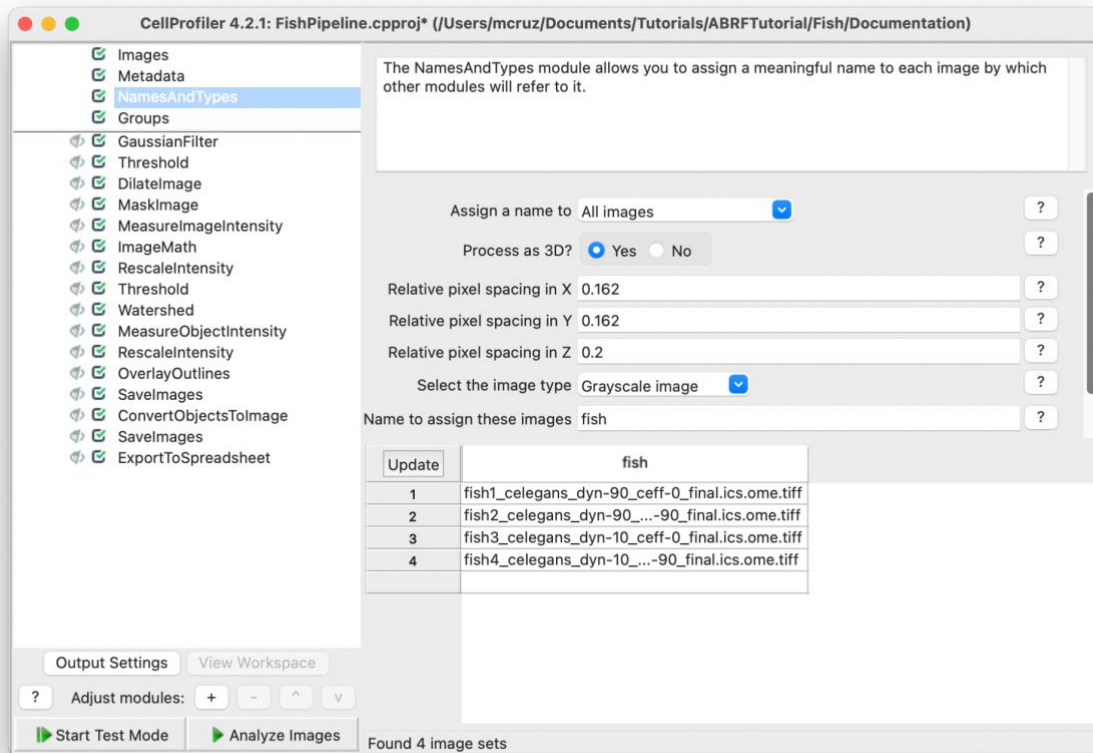 CellProfiler 4.2.1: FishPipeline.cpproj* (/Users/mcruz/Documents/Tutorials/ABRFTutorial/Fish/Documentation)
Images
Metadata
NamesAndTypes
Groups
GaussianFilter
Threshold
DilateImage
MaskImage
MeasureImageIntensity
ImageMath
RescaleIntensity
Threshold
Watershed
MeasureObjectIntensity
RescaleIntensity
OverlayOutlines
SaveImages
ConvertObjectsToImage
SaveImages
ExportToSpreadsheet
Output Settings View Workspace
? Adjust modules: + - ^ v
Start Test Mode Analyze Images
The NamesAndTypes module allows you to assign a meaningful name to each image by which
other modules will refer to it.
Assign a name to All images ?
Process as 3D? Yes No ?
Relative pixel spacing in X 0.162 ?
Relative pixel spacing in Y 0.162 ?
Relative pixel spacing in Z 0.2 ?
Select the image type Grayscale image ?
Name to assign these images fish ?
Update fish
1 fish1_celegans_dyn-90_ceff-0_final.ics.ome.tiff
2 fish2_celegans_dyn-90_...-90_final.ics.ome.tiff
3 fish3_celegans_dyn-10_ceff-0_final.ics.ome.tiff
4 fish4_celegans_dyn-10_...-90_final.ics.ome.tiff
Found 4 image sets